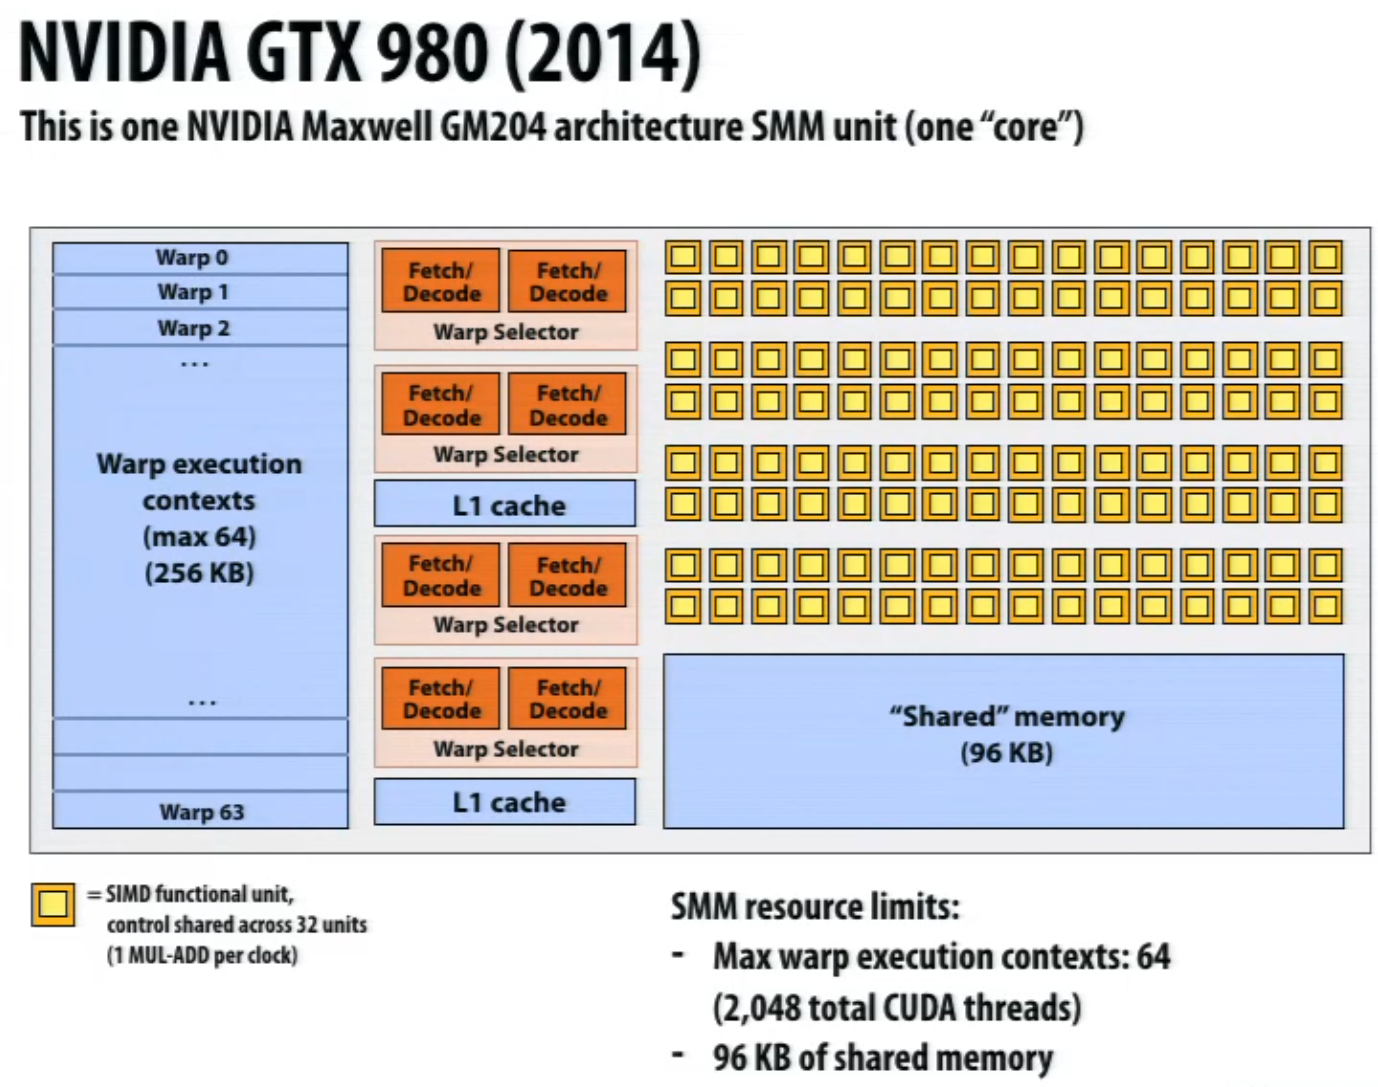 NVIDIA GTX 980 (2014)
This is one NVIDIA Maxwell GM204 architecture SMM unit (one “core”)
Warp 0
Warp 1
Warp 2
...
Warp execution
contexts
(max 64)
(256 KB)
...
Warp 63
Fetch/
Decode
Fetch/
Decode
Warp Selector
Fetch/
Decode
Fetch/
Decode
Warp Selector
L1 cache
Fetch/
Decode
Fetch/
Decode
Warp Selector
Fetch/
Decode
Fetch/
Decode
Warp Selector
L1 cache
“Shared” memory
(96 KB)
= SIMD functional unit,
control shared across 32 units
(1 MUL-ADD per clock)
SMM resource limits:
- Max warp execution contexts: 64
(2,048 total CUDA threads)
- 96 KB of shared memory